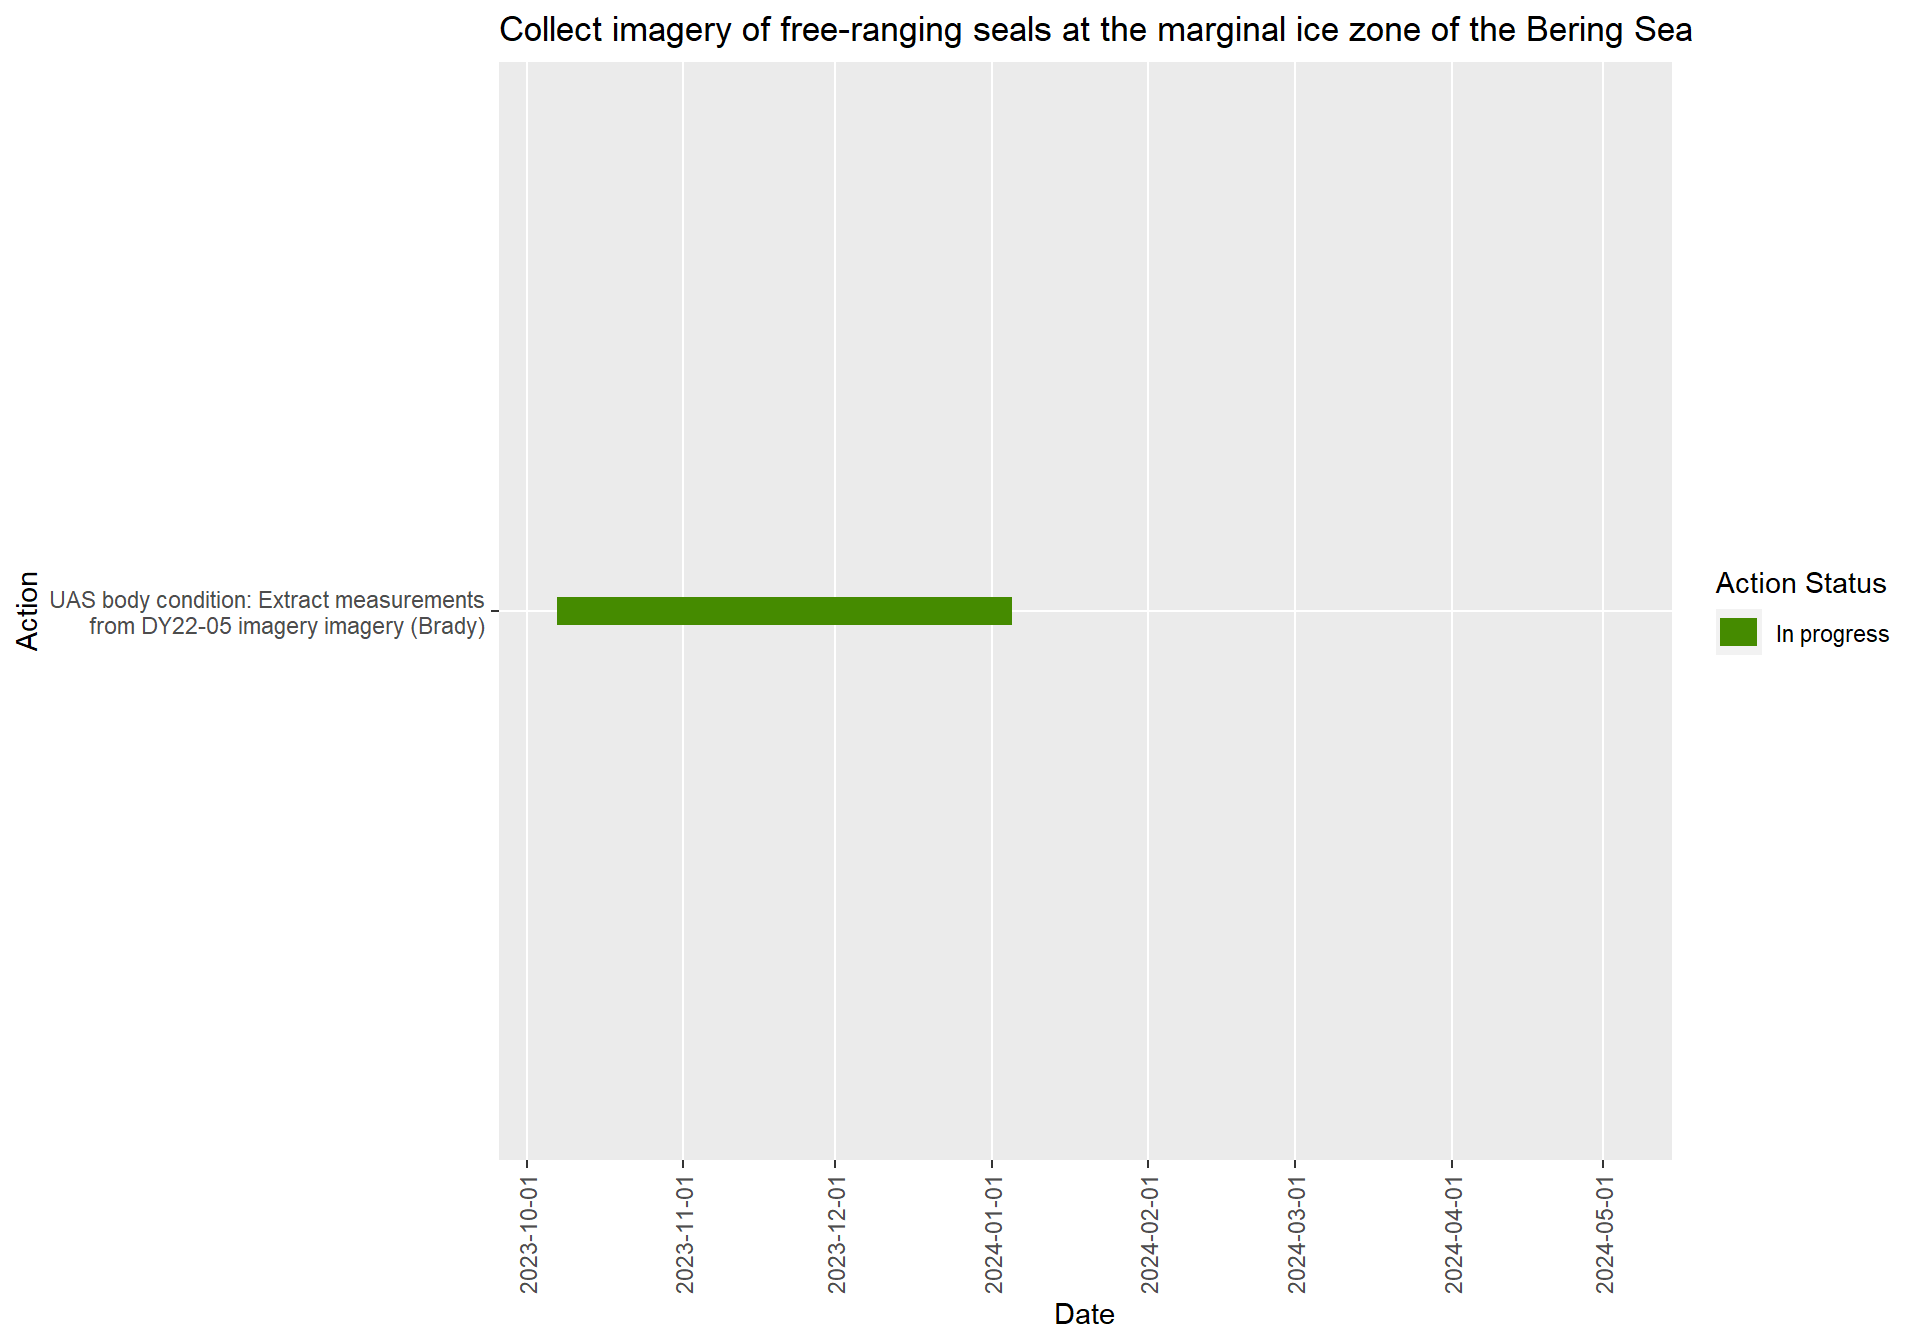 Collect imagery of free-ranging seals at the marginal ice zone of the Bering Sea
Action
UAS body condition: Extract measurements
from DY22-05 imagery imagery (Brady)
Action Status
In progress
2023-10-01
2023-11-01
2023-12-01
2024-01-01
2024-02-01
2024-03-01
2024-04-01
2024-05-01
Date